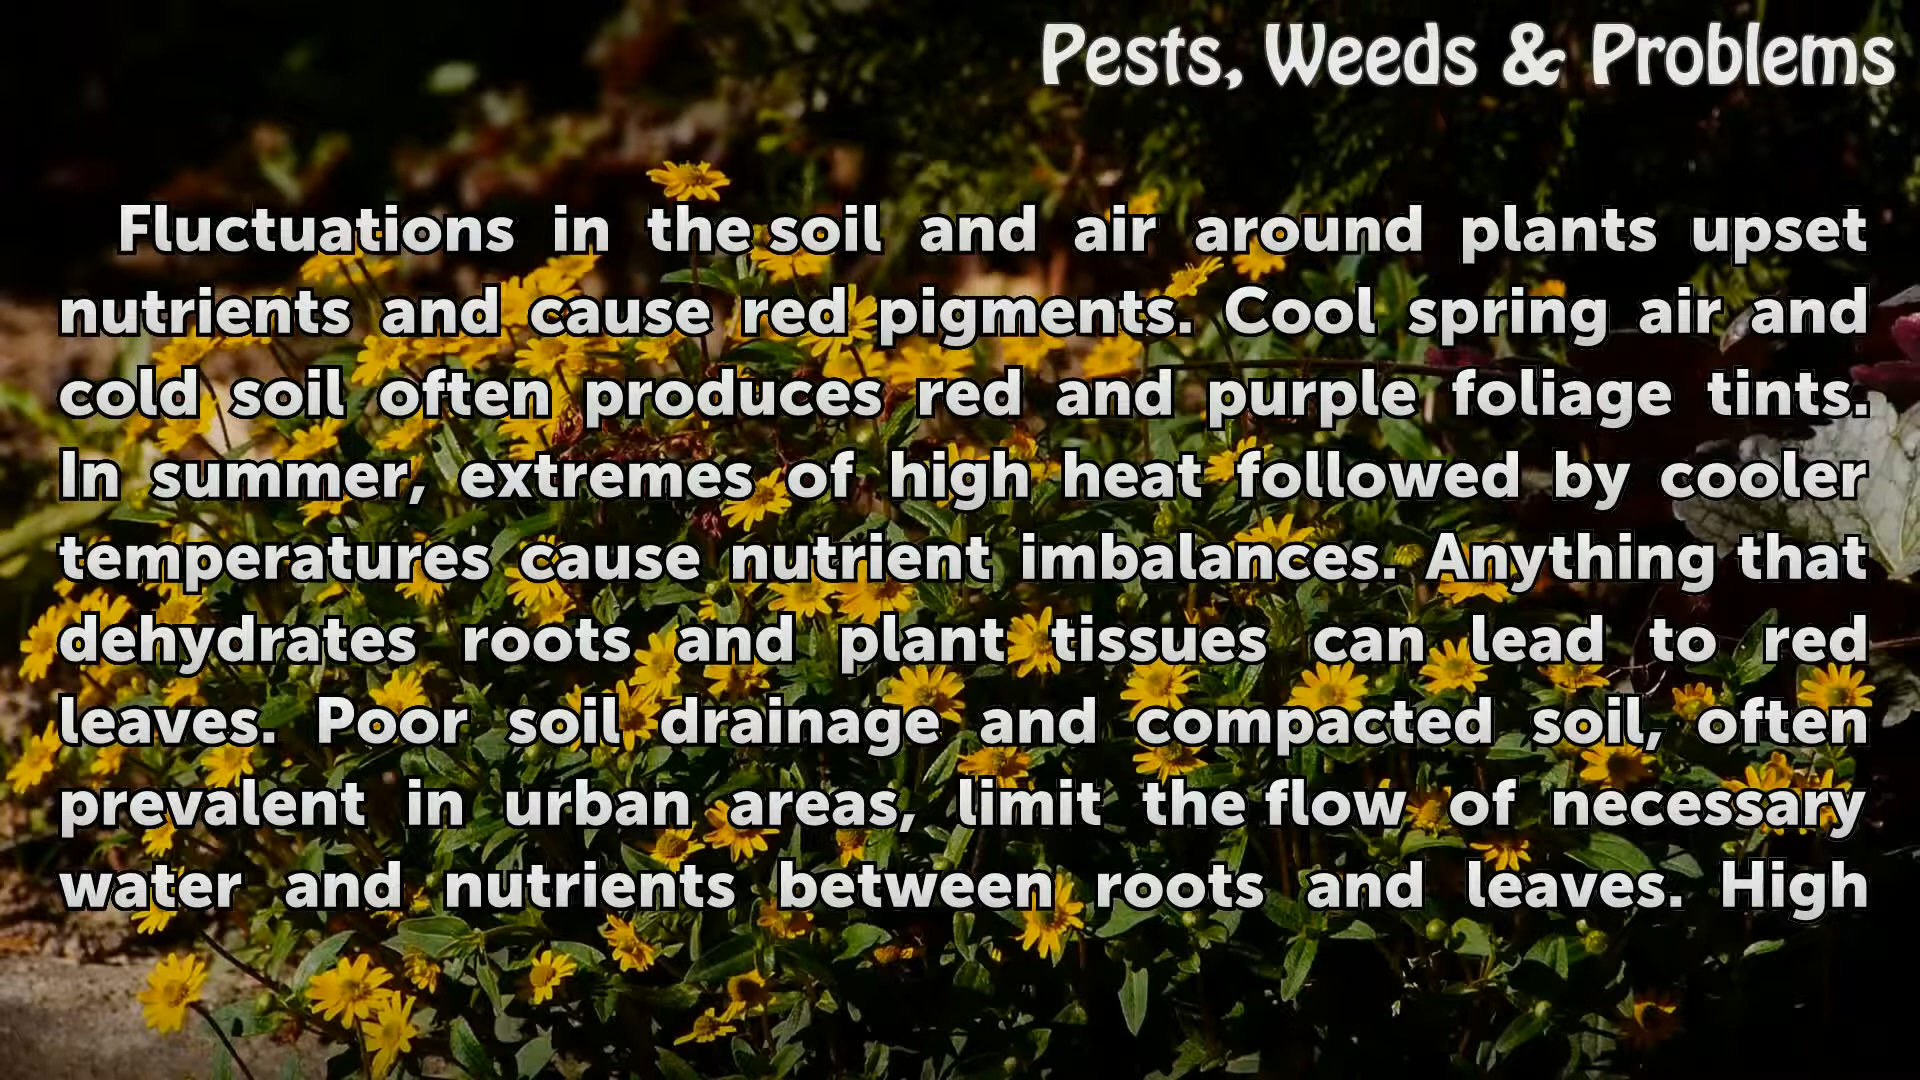 Pests, Weeds & Problems
Fluctuations in the soil and air around plants upset
nutrients and cause red pigments. Cool spring air and
cold soil often produces red and purple foliage tints.
In summer, extremes of high heat followed by cooler
temperatures cause nutrient imbalances. Anything that
dehydrates roots and plant tissues can lead to red
leaves. Poor soil drainage and compacted soil, often
prevalent in urban areas, limit the flow of necessary
water and nutrients between roots and leaves. High